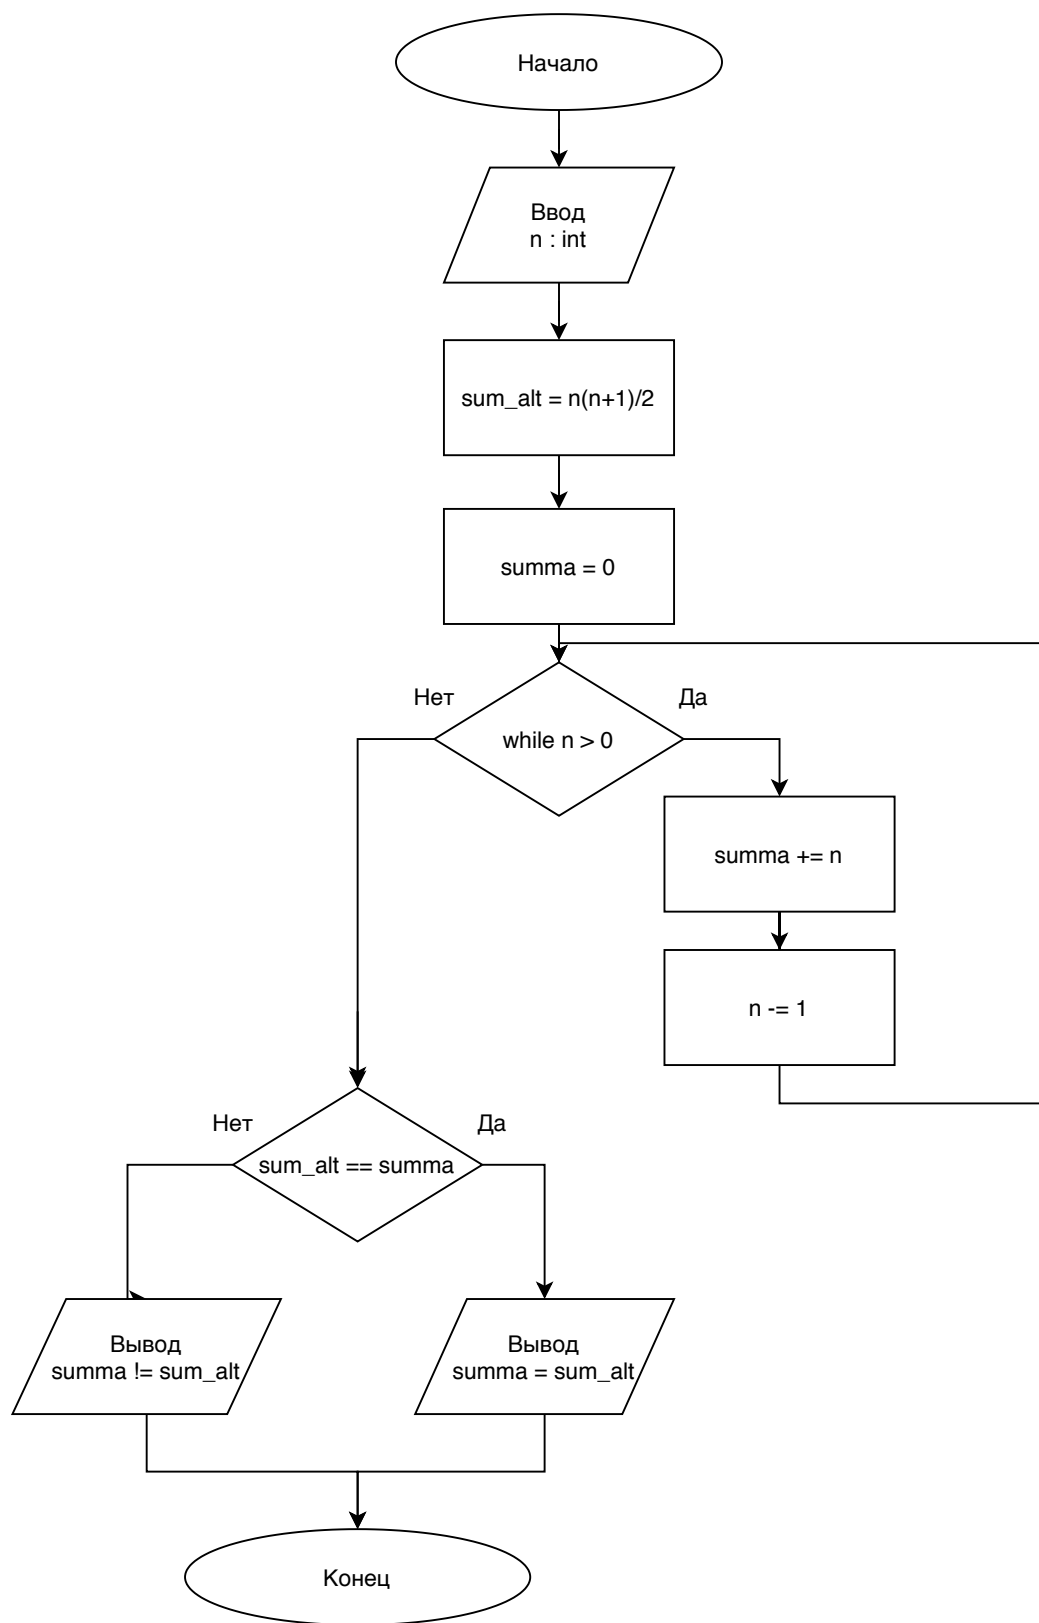 Начало
Ввод
n : int
sum_alt = n(n+1)/2
summa = 0
Нет
Да
while n > 0
summa += n
n -= 1
Нет
Да
sum_alt == summa
Вывод
summa != sum_alt
Вывод
summa = sum_alt
Конец